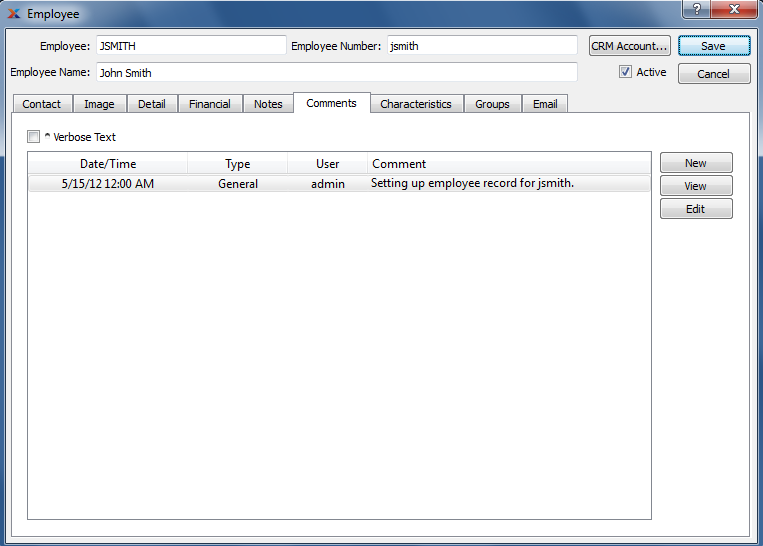 Employee
Employee: JSMITH Employee Number: jsmith CRM Account... Save
Employee Name: John Smith Active Cancel
Contact Image Detail Financial Notes Comments Characteristics Groups Email
^ Verbose Text
Date/Time Type User Comment New
5/15/12 12:00 AM General admin Setting up employee record for jsmith. View
Edit